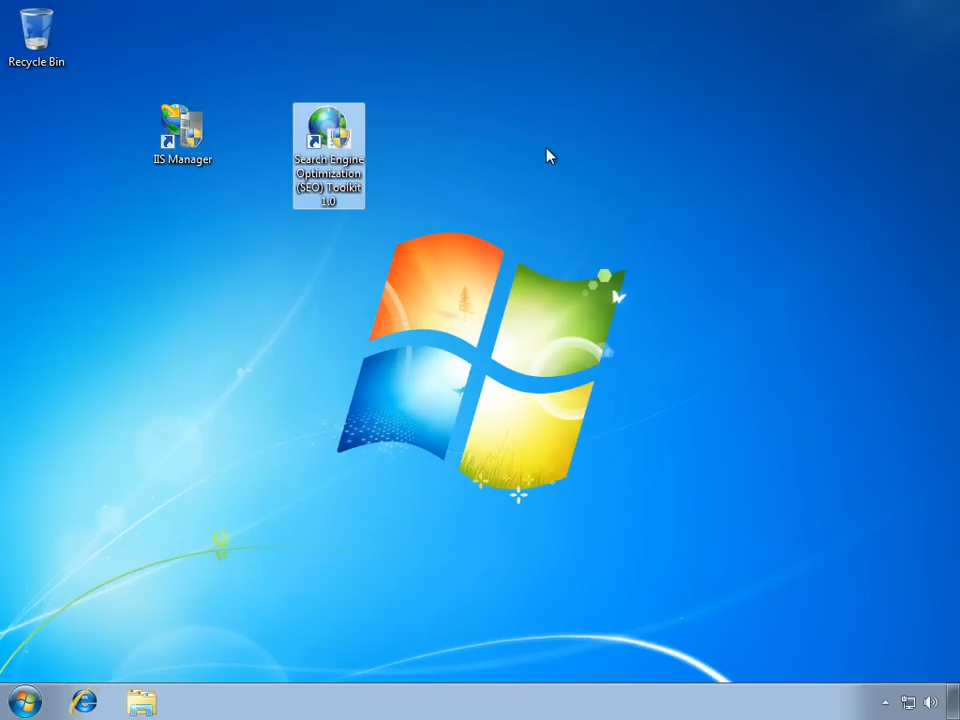 Recycle Bin
IIS Manager
Search Engine
Optimization
(SEO) Toolkit
1.0